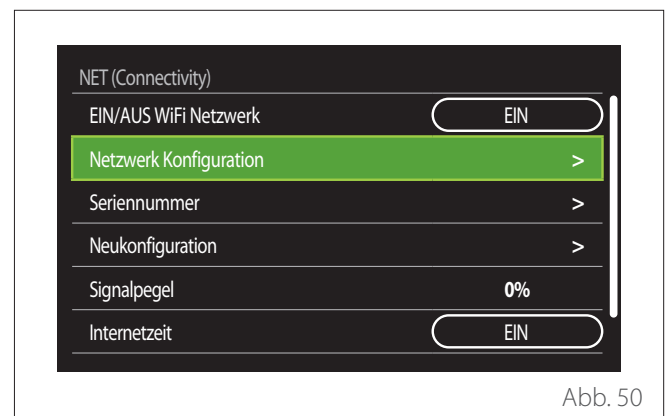 NET (Connectivity)
EIN/AUS WiFi Netzwerk EIN
Netzwerk Konfiguration >
Seriennummer >
Neukonfiguration >
Signalpegel 0%
Internetzeit EIN
Abb. 50